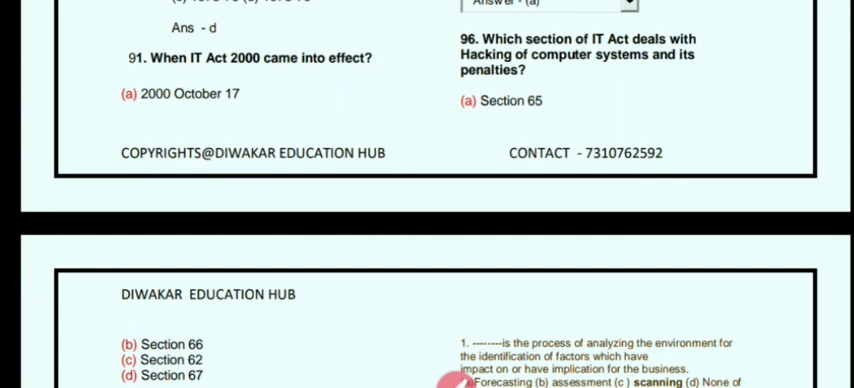 Ans - d
91. When IT Act 2000 came into effect?
(a) 2000 October 17
Answer - (a)
96. Which section of IT Act deals with
Hacking of computer systems and its
penalties?
(a) Section 65
COPYRIGHTS@DIWAKAR EDUCATION HUB
CONTACT - 7310762592
DIWAKAR EDUCATION HUB
(b) Section 66
(c) Section 62
(d) Section 67
1. --------is the process of analyzing the environment for
the identification of factors which have
impact on or have implication for the business.
Forecasting (b) assessment (c ) scanning (d) None of